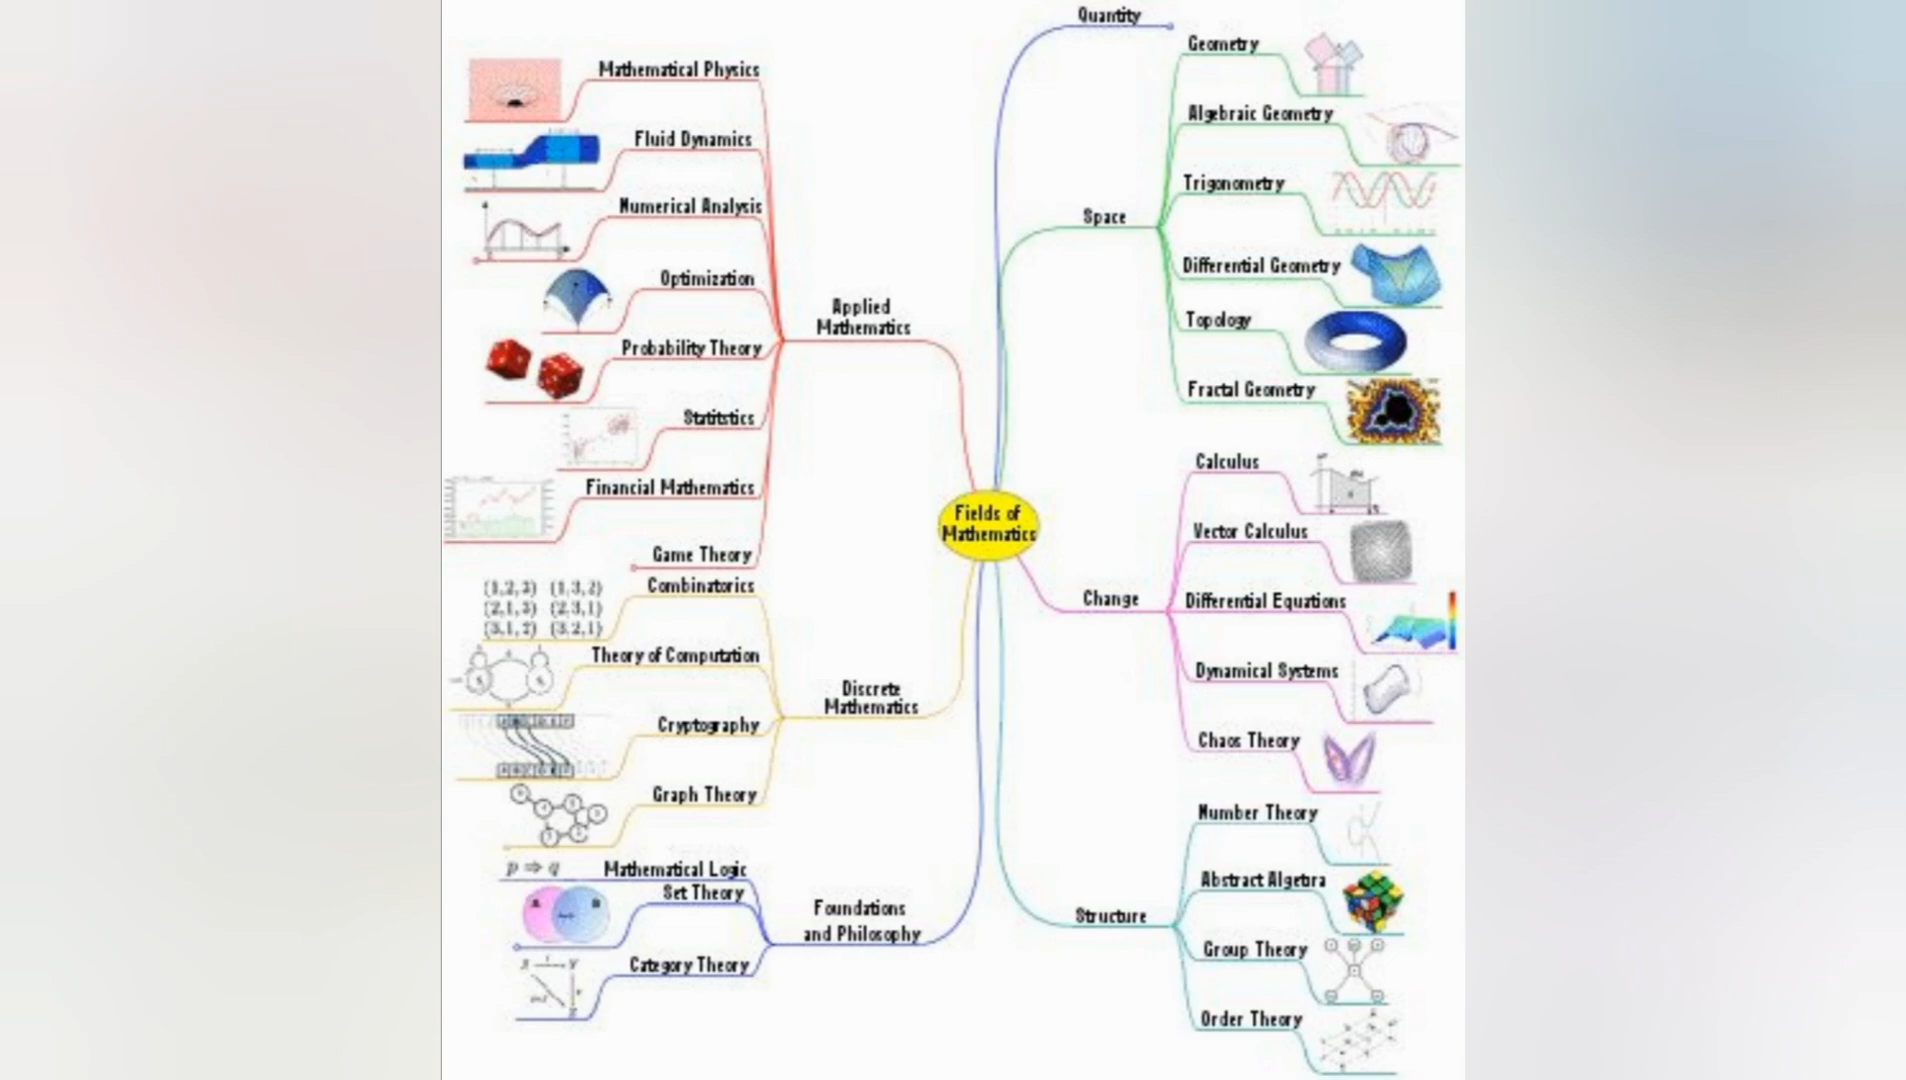 Quantity
Geometry
Algebraic Geometry
Trigonometry
Space
Differential Geometry
Topology
Fractal Geometry
Mathematical Physics
Fluid Dynamics
Numerical Analysis
Optimization
Applied
Mathematics
Probability Theory
Statitstics
Financial Mathematics
Game Theory
Fields of
Mathematics
Calculus
Vector Calculus
Change
Differential Equations
Dynamical Systems
Chaos Theory
Combinatorics
(1,2,3) (1,3,2)
(2,1,3) (2,3,1)
(3,1,2) (3,2,1)
Theory of Computation
Discrete
Mathematics
Cryptography
Graph Theory
Number Theory
Abstract Algebra
Structure
Group Theory
Order Theory
p ⇒ q
Mathematical Logic
Set Theory
A B
Foundations
and Philosophy
Category Theory
X Y